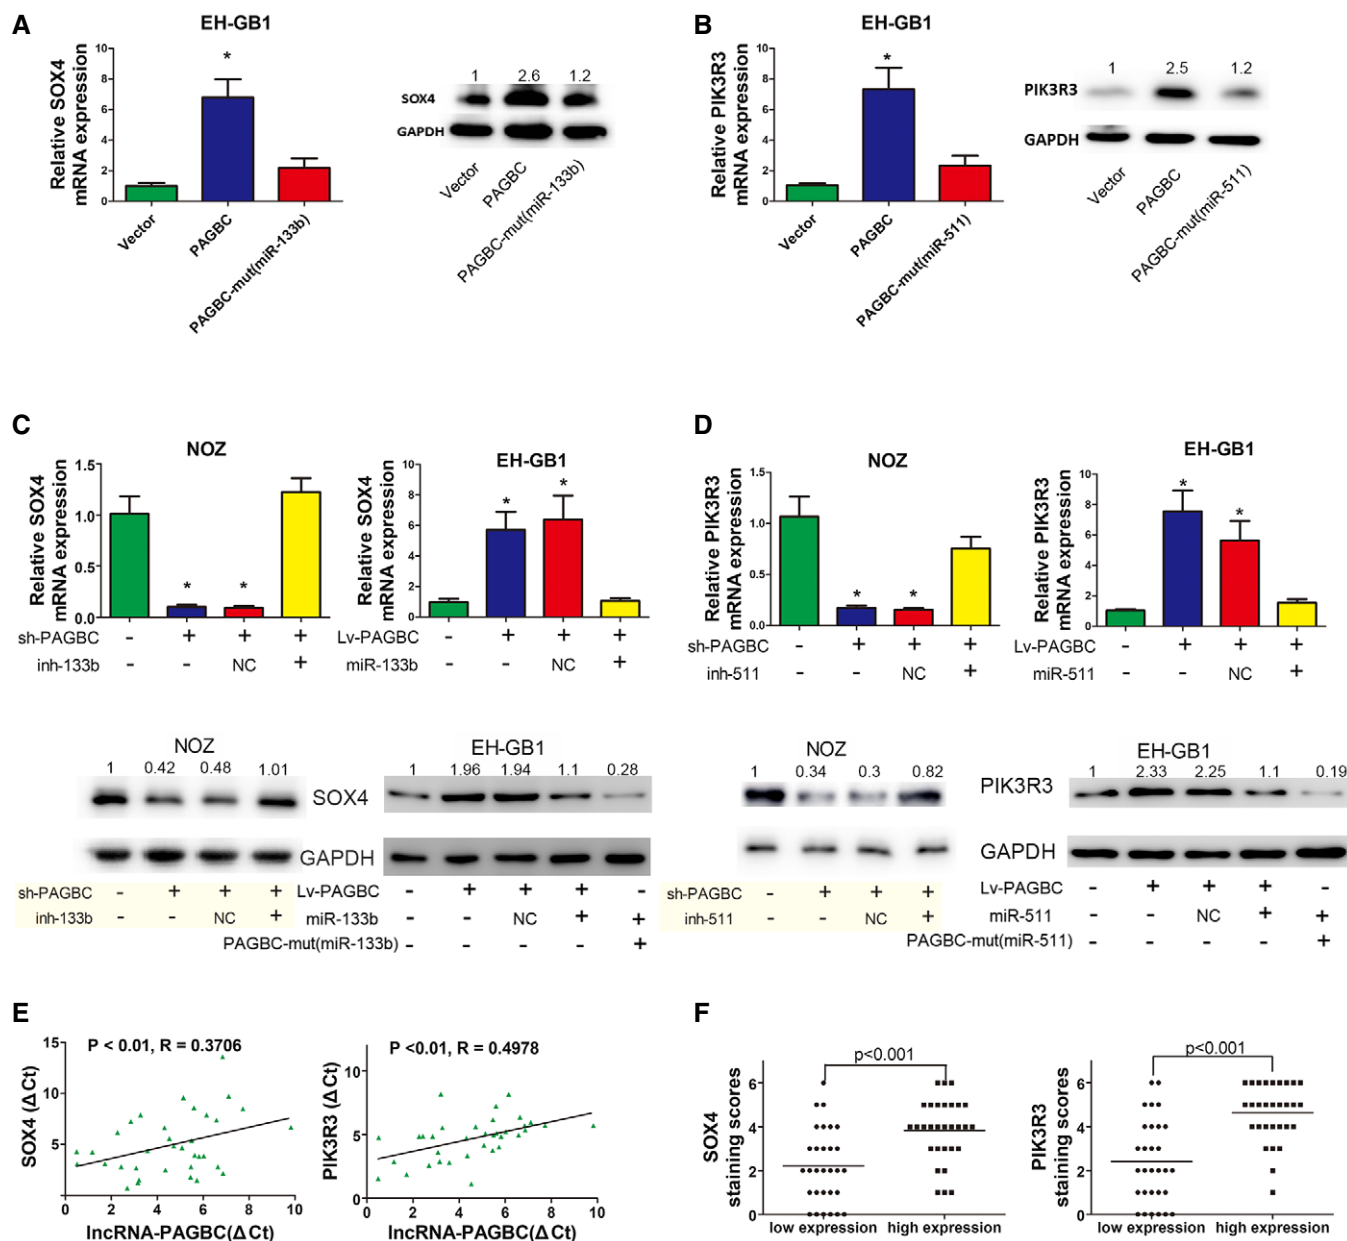 A
EH-GB1
Relative SOX4
mRNA expression
10
8
6
4
2
0
*
Vector
PAGBC
PAGBC-mut(miR-133b)
1 2.6 1.2
SOX4
GAPDH
Vector
PAGBC
PAGBC-mut(miR-133b)
B
EH-GB1
Relative PIK3R3
mRNA expression
10
8
6
4
2
0
*
Vector
PAGBC
PAGBC-mut(miR-511)
1 2.5 1.2
PIK3R3
GAPDH
Vector
PAGBC
PAGBC-mut(miR-511)
C
NOZ
Relative SOX4
mRNA expression
1.5
1.0
0.5
0.0
* *
sh-PAGBC - + + +
inh-133b - - NC +
EH-GB1
Relative SOX4
mRNA expression
10
8
6
4
2
0
* *
Lv-PAGBC - + + +
miR-133b - - NC +
NOZ
1 0.42 0.48 1.01
EH-GB1
1 1.96 1.94 1.1 0.28
SOX4
GAPDH
sh-PAGBC - + + +
inh-133b - - NC +
Lv-PAGBC - + + + -
miR-133b - - NC + +
PAGBC-mut(miR-133b) - - - - +
D
NOZ
Relative PIK3R3
mRNA expression
1.5
1.0
0.5
0.0
* *
sh-PAGBC - + + +
inh-511 - - NC +
EH-GB1
Relative PIK3R3
mRNA expression
10
8
6
4
2
0
* *
Lv-PAGBC - + + +
miR-511 - - NC +
NOZ
1 0.34 0.3 0.82
EH-GB1
1 2.33 2.25 1.1 0.19
PIK3R3
GAPDH
sh-PAGBC - + + +
inh-511 - - NC +
Lv-PAGBC - + + + -
miR-511 - - NC + +
PAGBC-mut(miR-511) - - - - +
E
P < 0.01, R = 0.3706
SOX4 (ΔCt)
15
10
5
0
0 2 4 6 8 10
lncRNA-PAGBC(ΔCt)
P <0.01, R = 0.4978
PIK3R3 (ΔCt)
10
5
0
0 2 4 6 8 10
lncRNA-PAGBC(ΔCt)
F
p<0.001
SOX4
staining scores
6
4
2
0
low expression high expression
p<0.001
PIK3R3
staining scores
6
4
2
0
low expression high expression